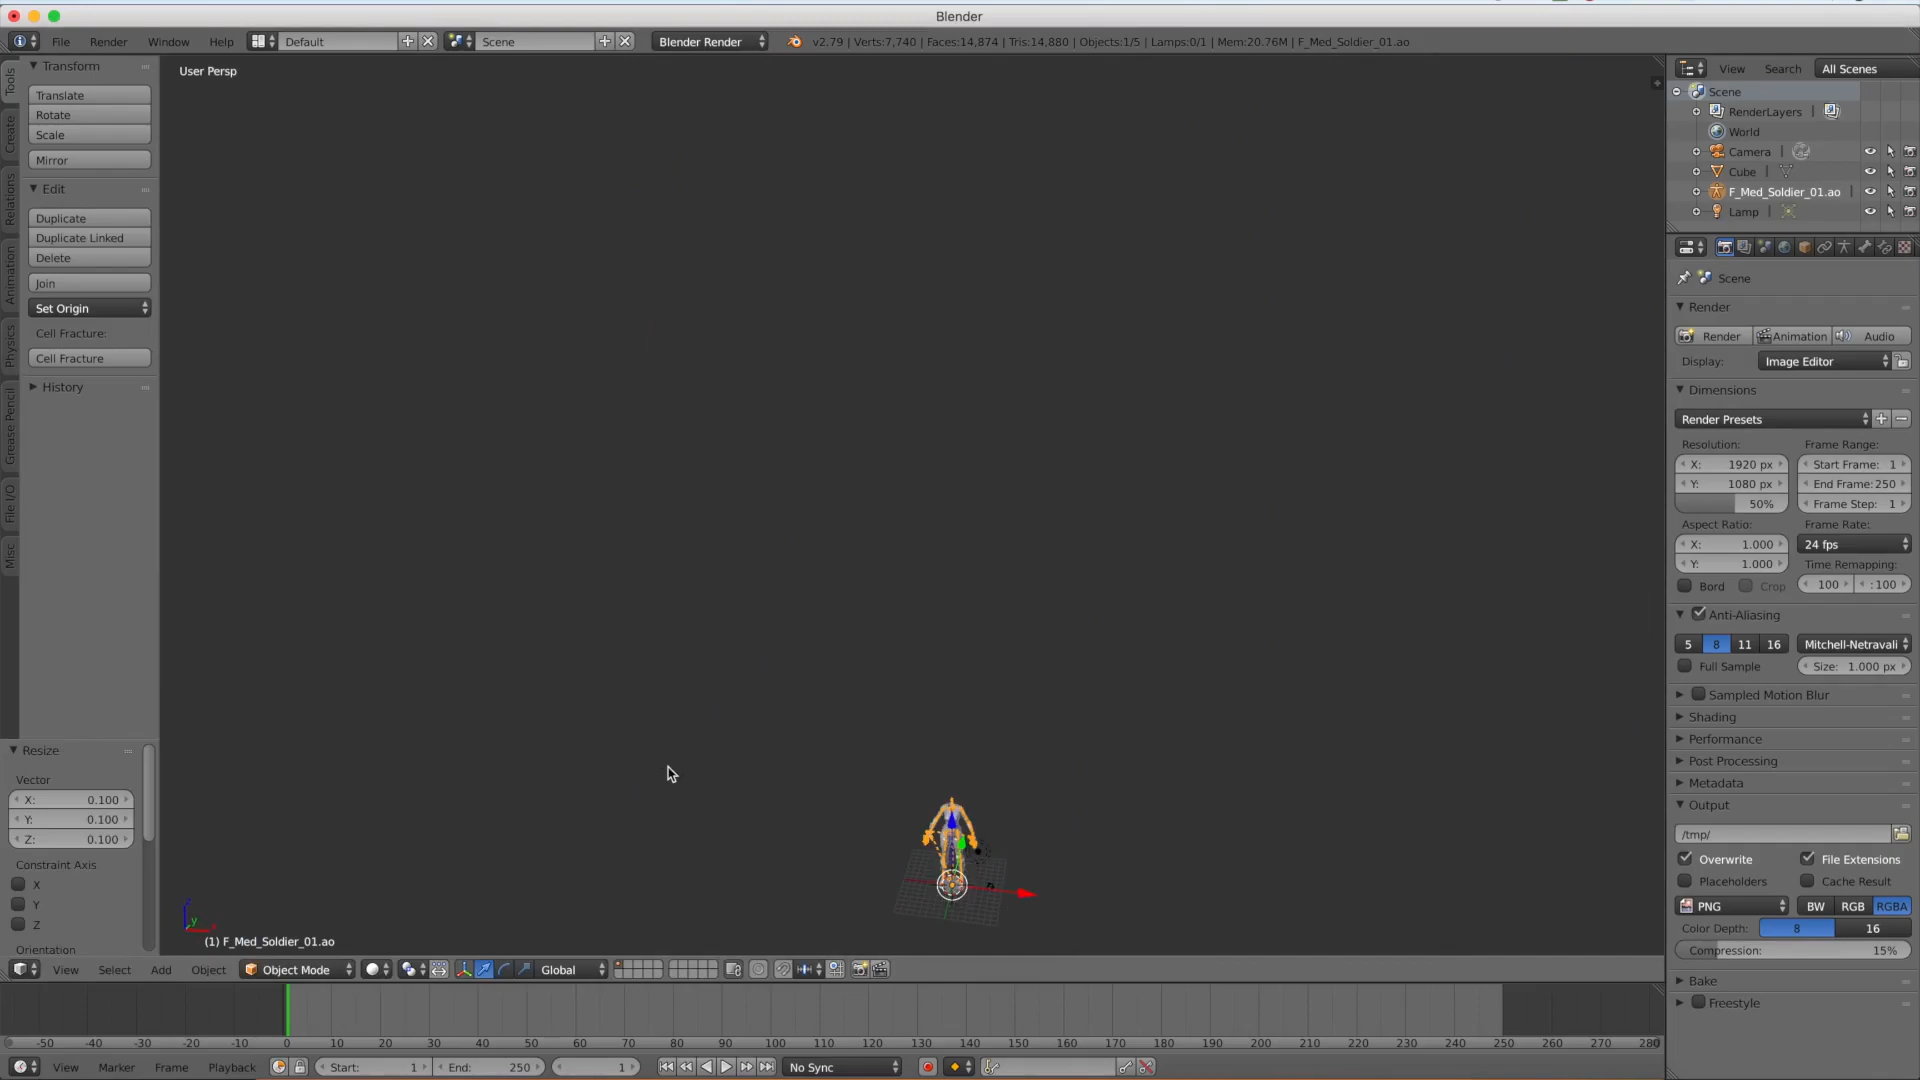 Blender
File Render Window Help Default Scene Blender Render v2.79 | Verts:7,740 | Faces:14,874 | Tris:14,880 | Objects:1/5 | Lamps:0/1 | Mem:20.76M | F_Med_Soldier_01.ao
Tools
Create
Relations
Animation
Physics
Grease Pencil
File I/O
Misc
Transform
Translate
Rotate
Scale
Mirror
Edit
Duplicate
Duplicate Linked
Delete
Join
Set Origin
Cell Fracture:
Cell Fracture
History
Resize
Vector
X: 0.100
Y: 0.100
Z: 0.100
Constraint Axis
X
Y
Z
Orientation
User Persp
(1) F_Med_Soldier_01.ao
View Select Add Object Object Mode Global
-50 -40 -30 -20 -10 0 10 20 30 40 50 60 70 80 90 100 110 120 130 140 150 160 170 180 190 200 210 220 230 240 250 260 270 280
View Marker Frame Playback Start: 1 End: 250 1 No Sync
View Search All Scenes
Scene
RenderLayers |
World
Camera |
Cube |
F_Med_Soldier_01.ao |
Lamp |
Scene
Render
Render Animation Audio
Display: Image Editor
Dimensions
Render Presets
Resolution: Frame Range:
X: 1920 px Start Frame: 1
Y: 1080 px End Frame: 250
50% Frame Step: 1
Aspect Ratio: Frame Rate:
X: 1.000 24 fps
Y: 1.000 Time Remapping:
Bord Crop 100 : 100
Anti-Aliasing
5 8 11 16 Mitchell-Netravali
Full Sample Size: 1.000 px
Sampled Motion Blur
Shading
Performance
Post Processing
Metadata
Output
/tmp/
Overwrite File Extensions
Placeholders Cache Result
PNG BW RGB RGBA
Color Depth: 8 16
Compression: 15%
Bake
Freestyle